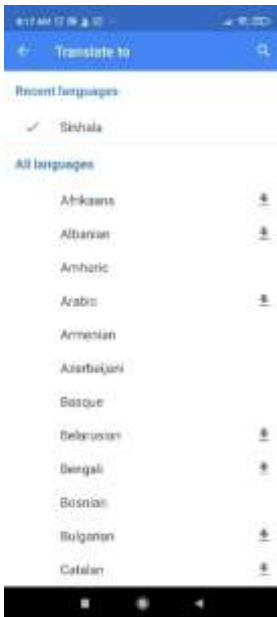 Translate to
Recent languages
Sinhala
All languages
Afrikaans
Albanian
Amharic
Arabic
Armenian
Azerbaijani
Basque
Belarusian
Bengali
Bosnian
Bulgarian
Catalan